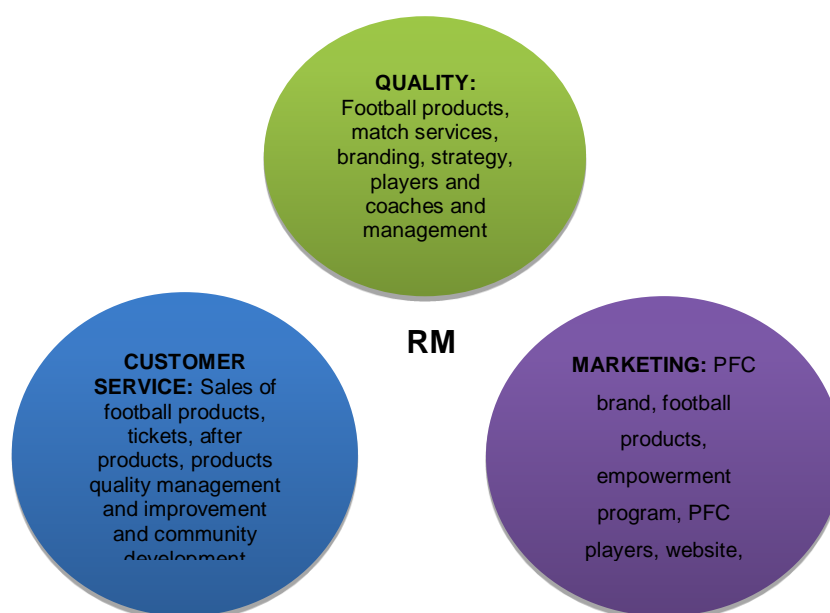 QUALITY:
Football products,
match services,
branding, strategy,
players and
coaches and
management
RM
CUSTOMER
SERVICE: Sales of
football products,
tickets, after
products, products
quality management
and improvement
and community
development
MARKETING: PFC
brand, football
products,
empowerment
program, PFC
players, website,